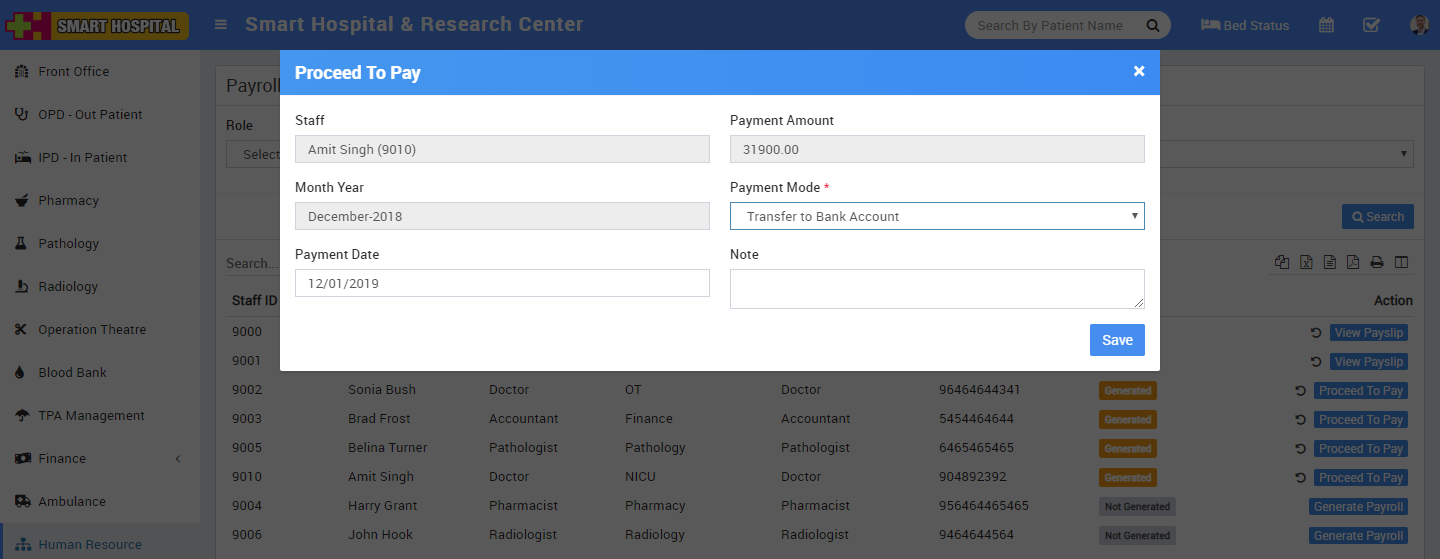 SMART HOSPITAL
Smart Hospital & Research Center
Search By Patient Name
Bed Status
Front Office
OPD - Out Patient
IPD - In Patient
Pharmacy
Pathology
Radiology
Operation Theatre
Blood Bank
TPA Management
Finance
Ambulance
Human Resource
Payroll
Role
Select
Search
Search...
Proceed To Pay ×
Staff
Amit Singh (9010)
Payment Amount
31900.00
Month Year
December-2018
Payment Mode *
Transfer to Bank Account
Payment Date
12/01/2019
Note
Save
Staff ID Action
9000 View Payslip
9001 View Payslip
9002 Sonia Bush Doctor OT Doctor 96464644341 Generated Proceed To Pay
9003 Brad Frost Accountant Finance Accountant 5454464644 Generated Proceed To Pay
9005 Belina Turner Pathologist Pathology Pathologist 6465465465 Generated Proceed To Pay
9010 Amit Singh Doctor NICU Doctor 904892392 Generated Proceed To Pay
9004 Harry Grant Pharmacist Pharmacy Pharmacist 956464465465 Not Generated Generate Payroll
9006 John Hook Radiologist Radiology Radiologist 9464644564 Not Generated Generate Payroll